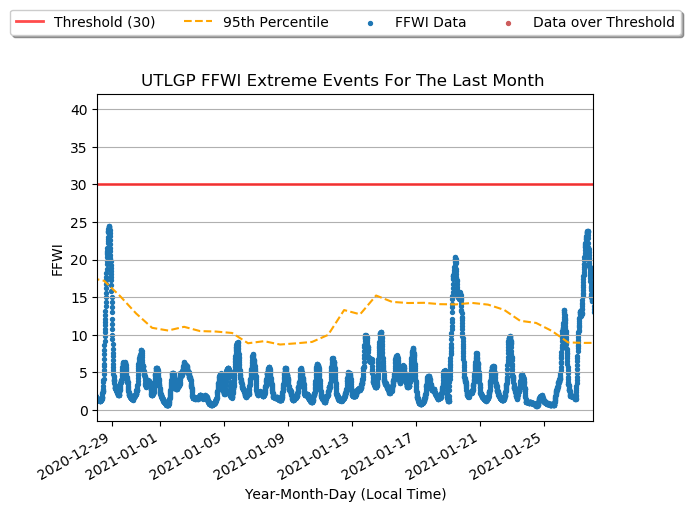 Threshold (30) 95th Percentile FFWI Data Data over Threshold
UTLGP FFWI Extreme Events For The Last Month
40
35
30
25
20
15
10
5
0
FFWI
2020-12-29 2021-01-01 2021-01-05 2021-01-09 2021-01-13 2021-01-17 2021-01-21 2021-01-25
Year-Month-Day (Local Time)